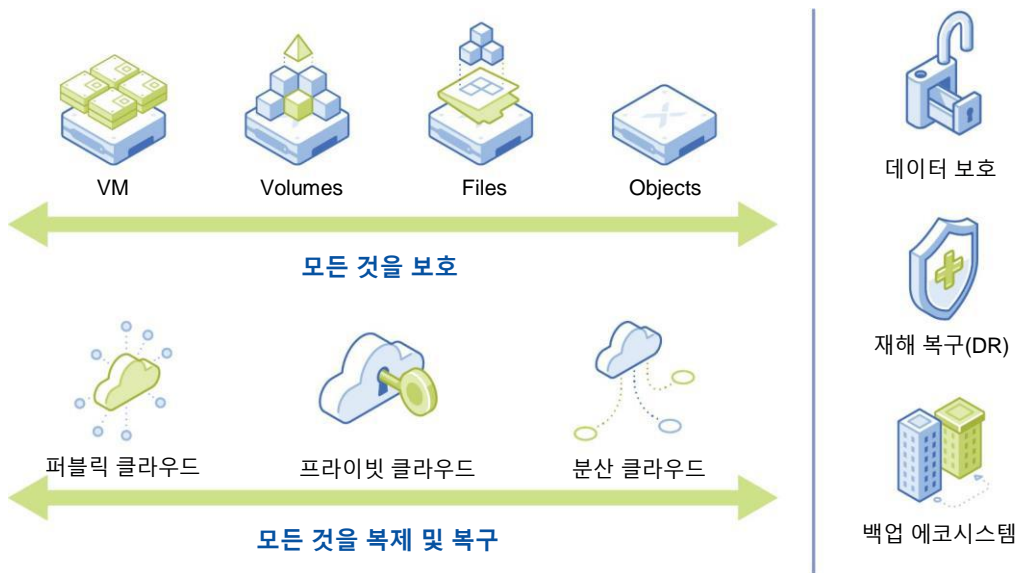 VM
Volumes
Files
Objects
모든 것을 보호
퍼블릭 클라우드
프라이빗 클라우드
분산 클라우드
모든 것을 복제 및 복구
데이터 보호
재해 복구(DR)
백업 에코시스템